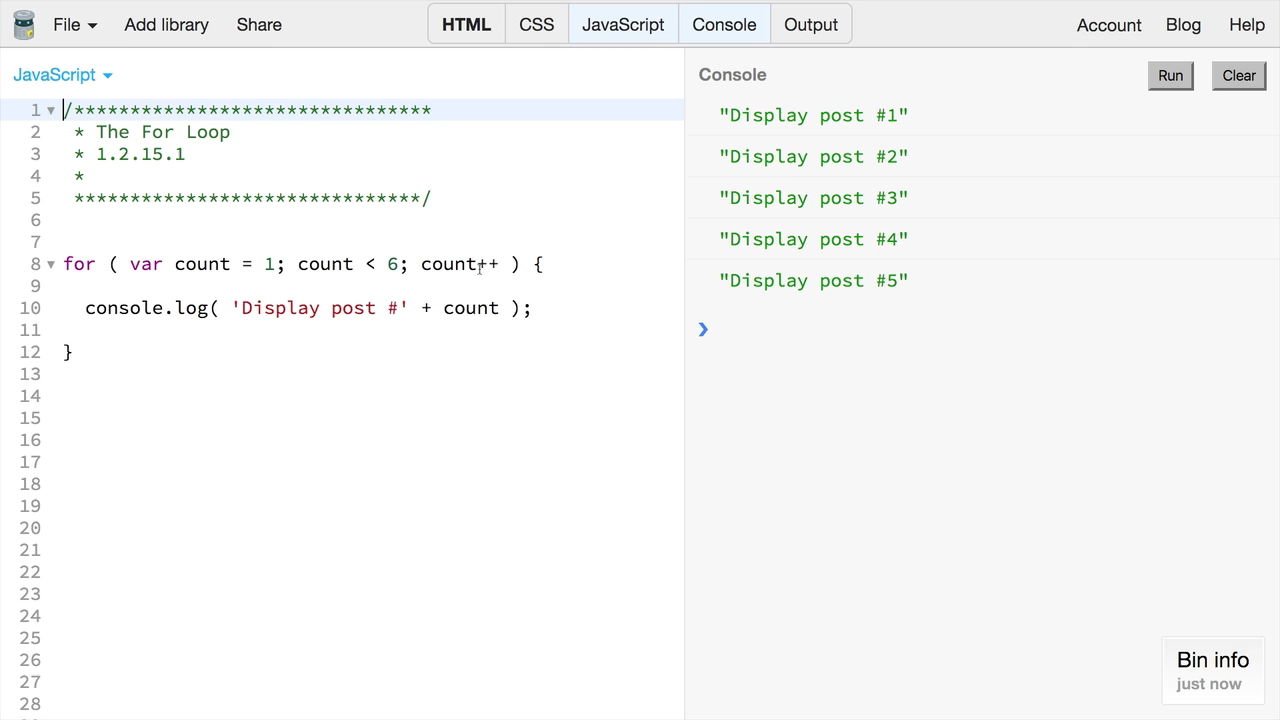 File Add library Share HTML CSS JavaScript Console Output Account Blog Help
JavaScript
1 /********************************
2 * The For Loop
3 * 1.2.15.1
4 *
5 *******************************/
6
7
8 for ( var count = 1; count < 6; count++ ) {
9
10 console.log( 'Display post #' + count );
11
12 }
13
14
15
16
17
18
19
20
21
22
23
24
25
26
27
28
Console Run Clear
"Display post #1"
"Display post #2"
"Display post #3"
"Display post #4"
"Display post #5"
Bin info
just now